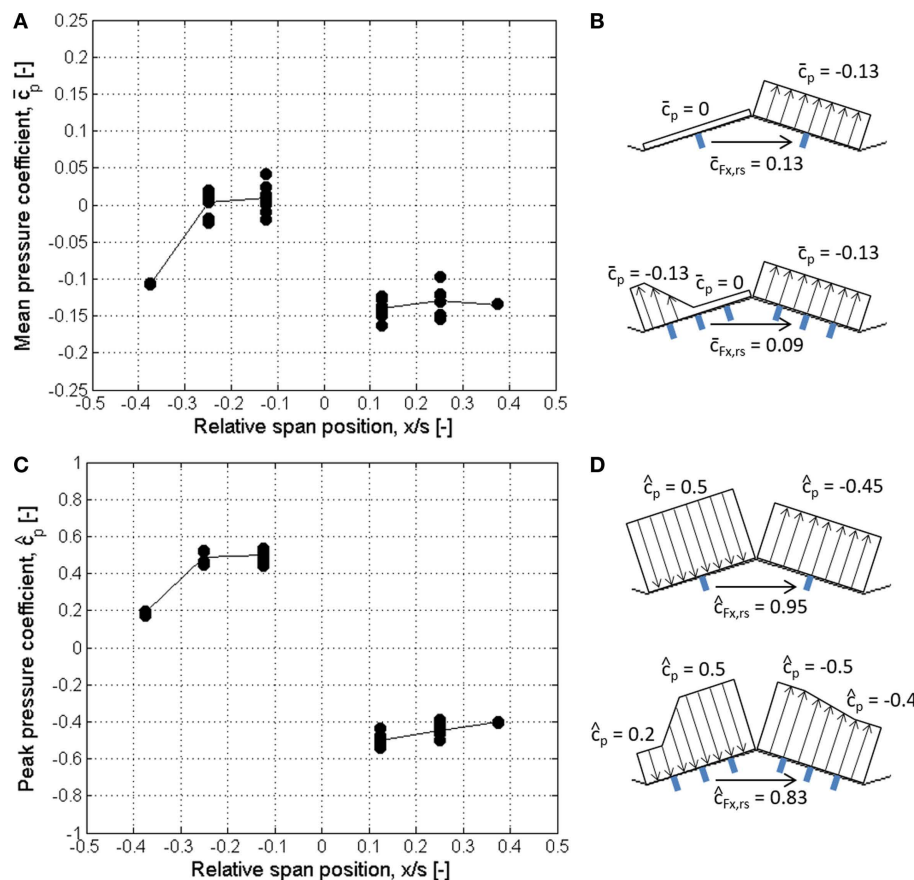 A
Mean pressure coefficient, c̄p [-]
0.25
0.2
0.15
0.1
0.05
0
-0.05
-0.1
-0.15
-0.2
-0.25
-0.5 -0.4 -0.3 -0.2 -0.1 0 0.1 0.2 0.3 0.4 0.5
Relative span position, x/s [-]
B
c̄p = 0
c̄p = -0.13
c̄Fx,rs = 0.13
c̄p = -0.13
c̄p = 0
c̄p = -0.13
c̄Fx,rs = 0.09
C
Peak pressure coefficient, ĉp [-]
1
0.8
0.6
0.4
0.2
0
-0.2
-0.4
-0.6
-0.8
-1
-0.5 -0.4 -0.3 -0.2 -0.1 0 0.1 0.2 0.3 0.4 0.5
Relative span position, x/s [-]
D
ĉp = 0.5
ĉp = -0.45
ĉFx,rs = 0.95
ĉp = 0.2
ĉp = 0.5
ĉp = -0.5
ĉp = -0.4
ĉFx,rs = 0.83